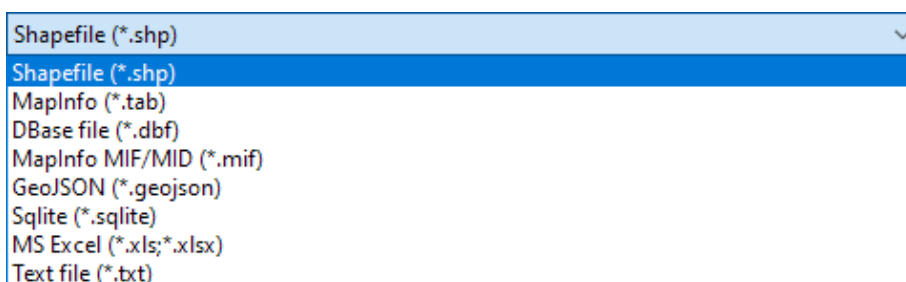 Shapefile (*.shp)
Shapefile (*.shp)
MapInfo (*.tab)
DBase file (*.dbf)
MapInfo MIF/MID (*.mif)
GeoJSON (*.geojson)
Sqlite (*.sqlite)
MS Excel (*.xls;*.xlsx)
Text file (*.txt)